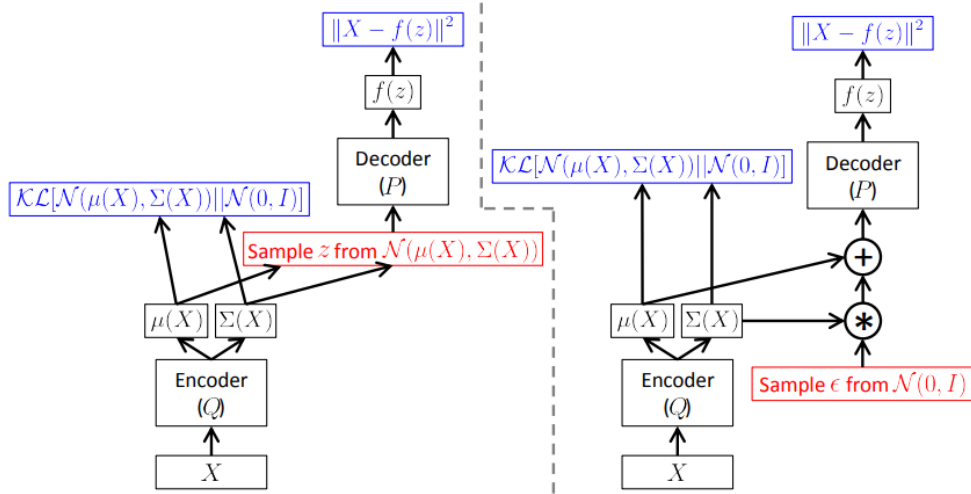 ‖X − f(z)‖²
f(z)
Decoder
(P)
𝒦ℒ[𝒩(μ(X), Σ(X))||𝒩(0, I)]
Sample z from 𝒩(μ(X), Σ(X))
μ(X)
Σ(X)
Encoder
(Q)
X
‖X − f(z)‖²
f(z)
Decoder
(P)
𝒦ℒ[𝒩(μ(X), Σ(X))||𝒩(0, I)]
+
μ(X)
Σ(X)
*
Encoder
(Q)
Sample ϵ from 𝒩(0, I)
X